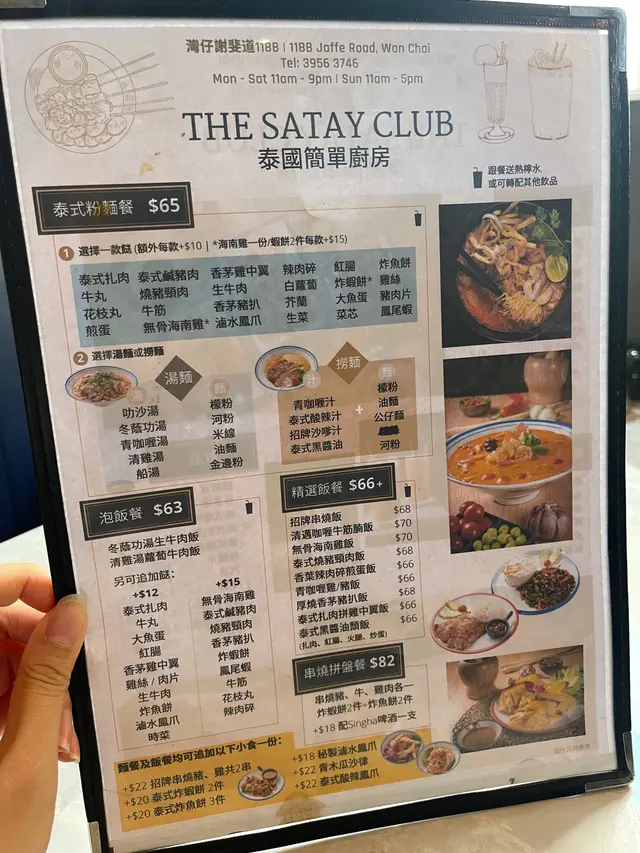 灣仔謝斐道118B | 118B Jaffe Road, Wan Chai
Tel: 3956 3746
Mon - Sat 11am - 9pm | Sun 11am - 5pm
THE SATAY CLUB
泰國簡單廚房
跟餐送熱檸水,
或可轉配其他飲品
泰式粉麵餐 $65
1 選擇一款餸 (額外每款+$10 | *海南雞一份/蝦餅2件每款+$15)
泰式扎肉 泰式鹹豬肉 香茅雞中翼 辣肉碎 紅腸 炸魚餅
牛丸 燒豬頸肉 生牛肉 白蘿蔔 炸蝦餅* 雞絲
花枝丸 牛筋 香茅豬扒 芥蘭 大魚蛋 豬肉片
煎蛋 無骨海南雞* 滷水鳳爪 生菜 菜芯 鳳尾蝦
2 選擇湯麵或撈麵
湯麵
湯 麵
叻沙湯
冬蔭功湯
青咖喱湯
清雞湯
船湯
+
檬粉
河粉
米線
油麵
金邊粉
撈麵
汁 麵
青咖喱汁
泰式酸辣汁
招牌沙嗲汁
泰式黑醬油
+
檬粉
油麵
公仔麵
河粉
泡飯餐 $63
冬蔭功湯生牛肉飯
清雞湯蘿蔔牛肉飯
另可追加餸:
+$12
泰式扎肉
牛丸
大魚蛋
紅腸
香茅雞中翼
雞絲 / 肉片
生牛肉
炸魚餅
滷水鳳爪
時菜
+$15
無骨海南雞
泰式鹹豬肉
燒豬頸肉
香茅豬扒
炸蝦餅
鳳尾蝦
牛筋
花枝丸
辣肉碎
精選飯餐 $66+
招牌串燒飯 $68
清邁咖喱牛筋腩飯 $70
無骨海南雞飯 $70
泰式燒豬頸肉飯 $68
香葉辣肉碎煎蛋飯 $66
青咖喱雞/豬飯 $66
厚燒香茅豬扒飯 $68
泰式扎肉拼雞中翼飯 $66
泰式黑醬油頸飯 $66
(扎肉、紅腸、火腿、炒蛋)
串燒拼盤餐 $82
串燒豬、牛、雞肉各一
炸蝦餅2件+炸魚餅2件
+$18 配Singha啤酒一支
麵餐及飯餐均可追加以下小食一份:
+$22 招牌串燒豬、雞共2串
+$20 泰式炸蝦餅 2件
+$20 泰式炸魚餅 3件
+$18 秘製滷水鳳爪
+$22 青木瓜沙律
+$22 泰式酸辣鳳爪